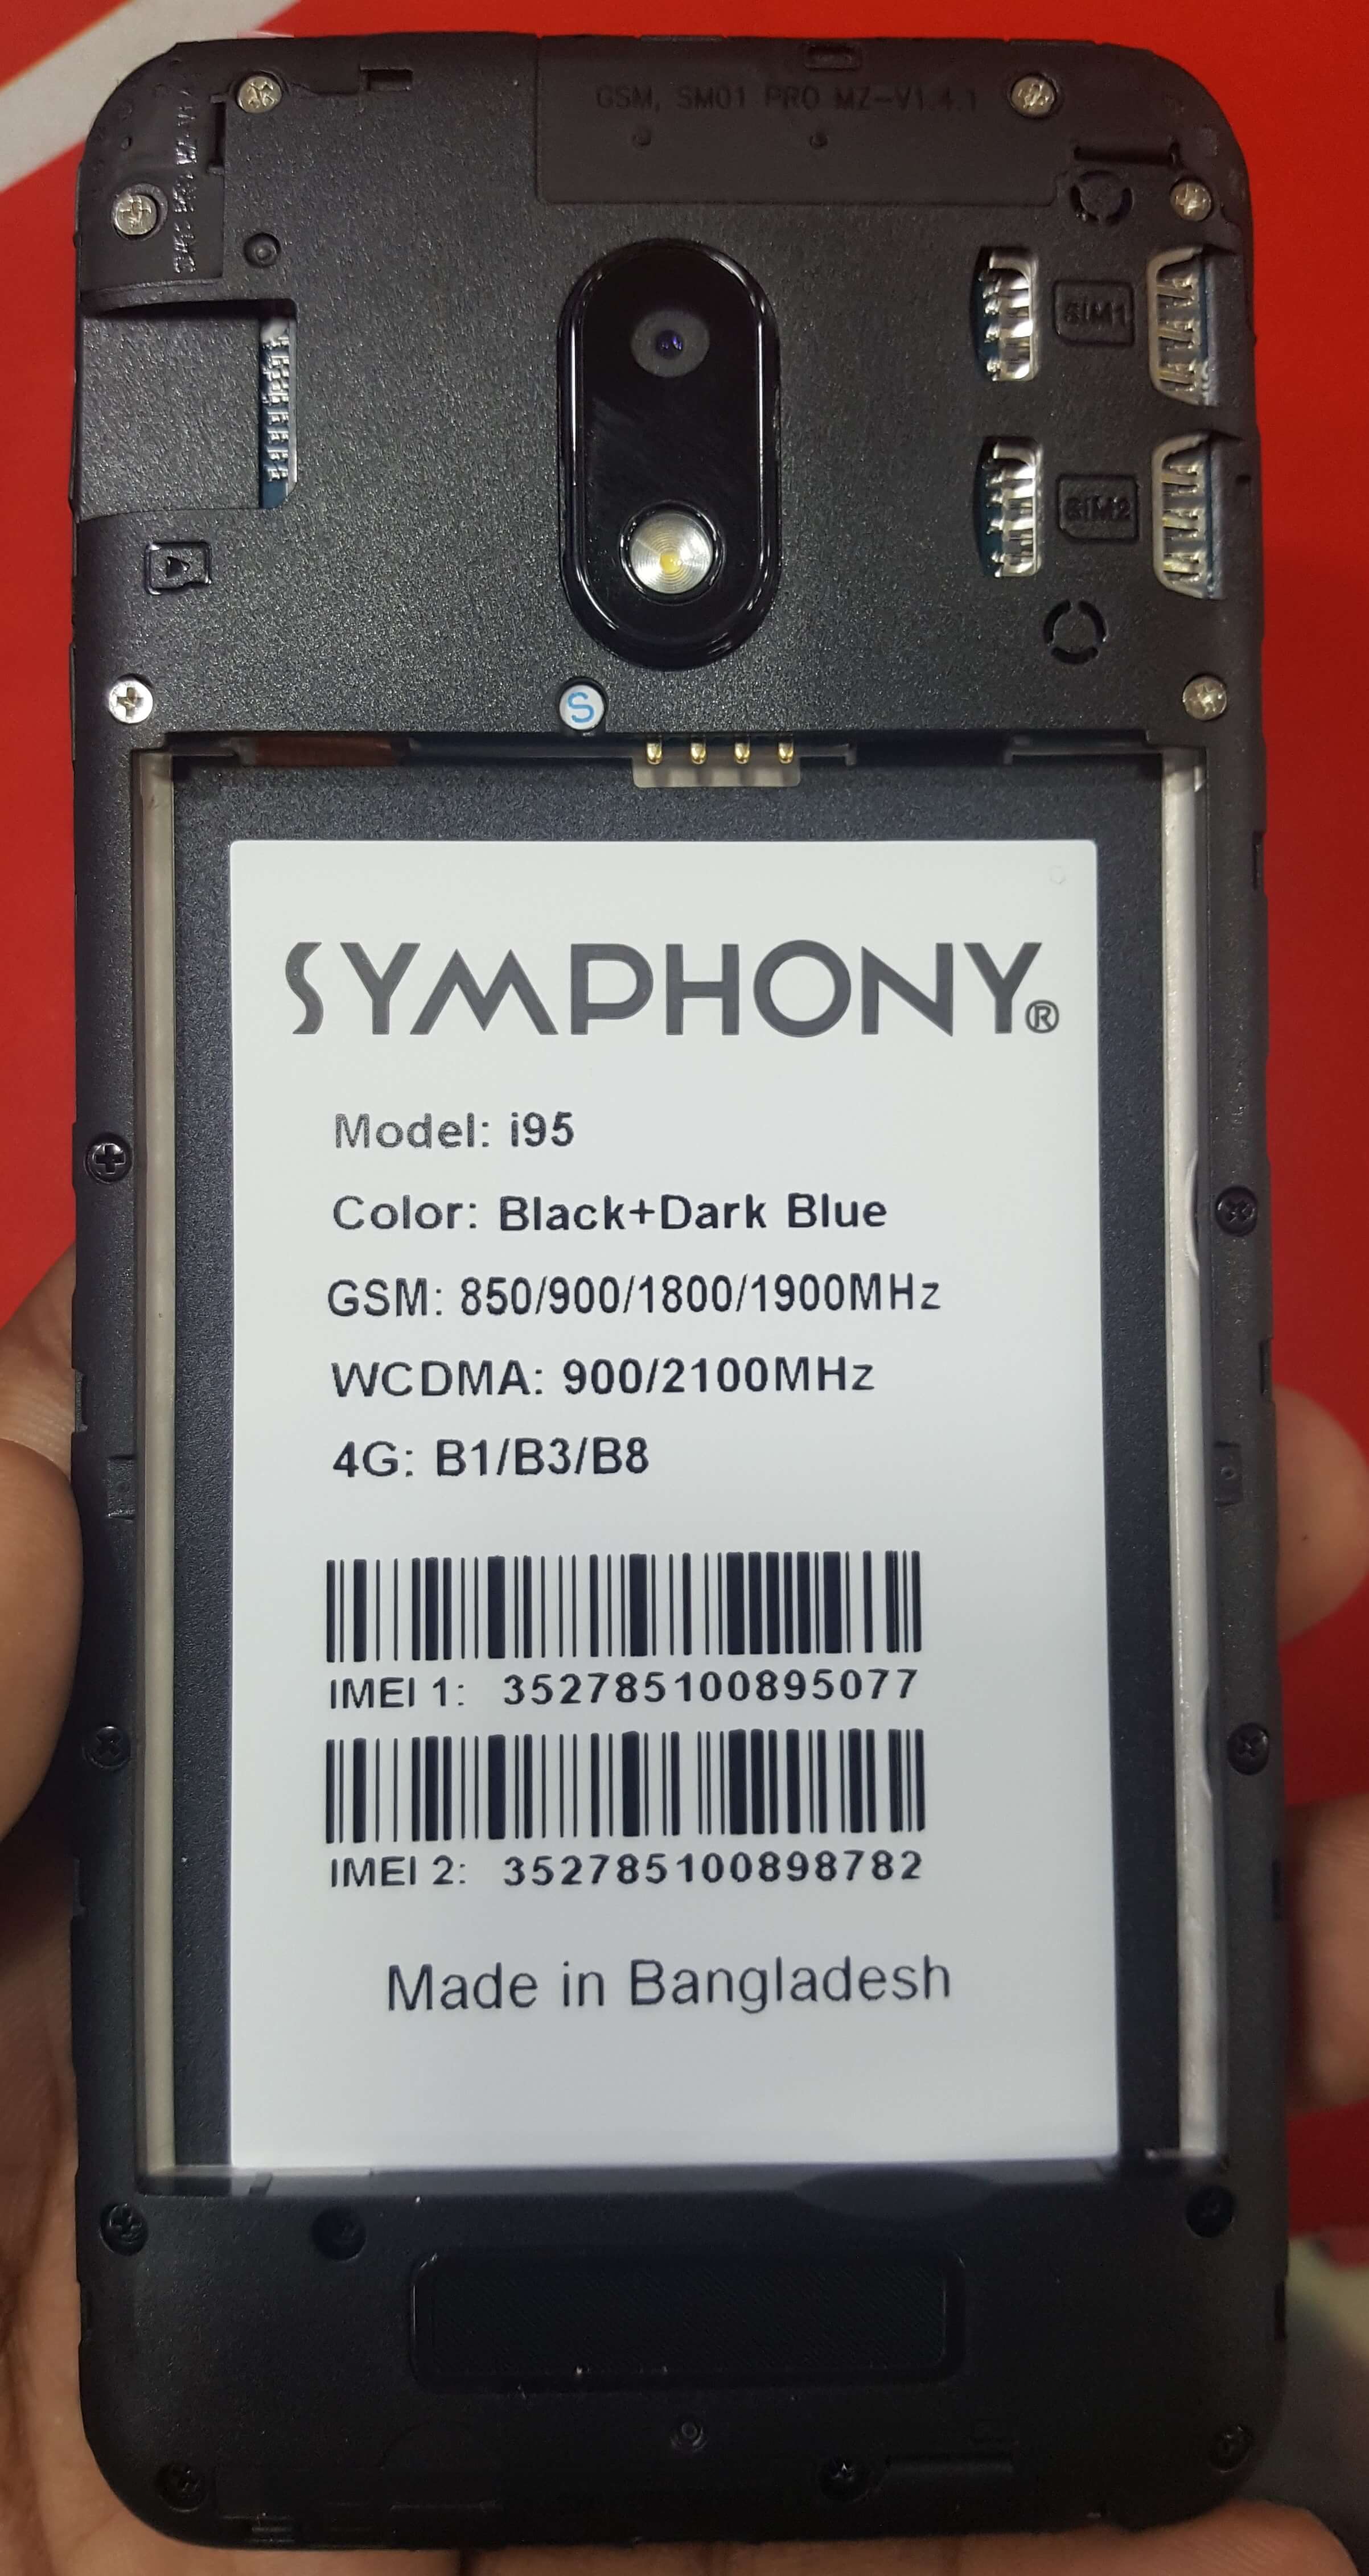 GSM, SM01 PRO MZ-V1.4.1
SIM1
SIM2
S
SYMPHONY®
Model: i95
Color: Black+Dark Blue
GSM: 850/900/1800/1900MHz
WCDMA: 900/2100MHz
4G: B1/B3/B8
IMEI 1: 352785100895077
IMEI 2: 352785100898782
Made in Bangladesh